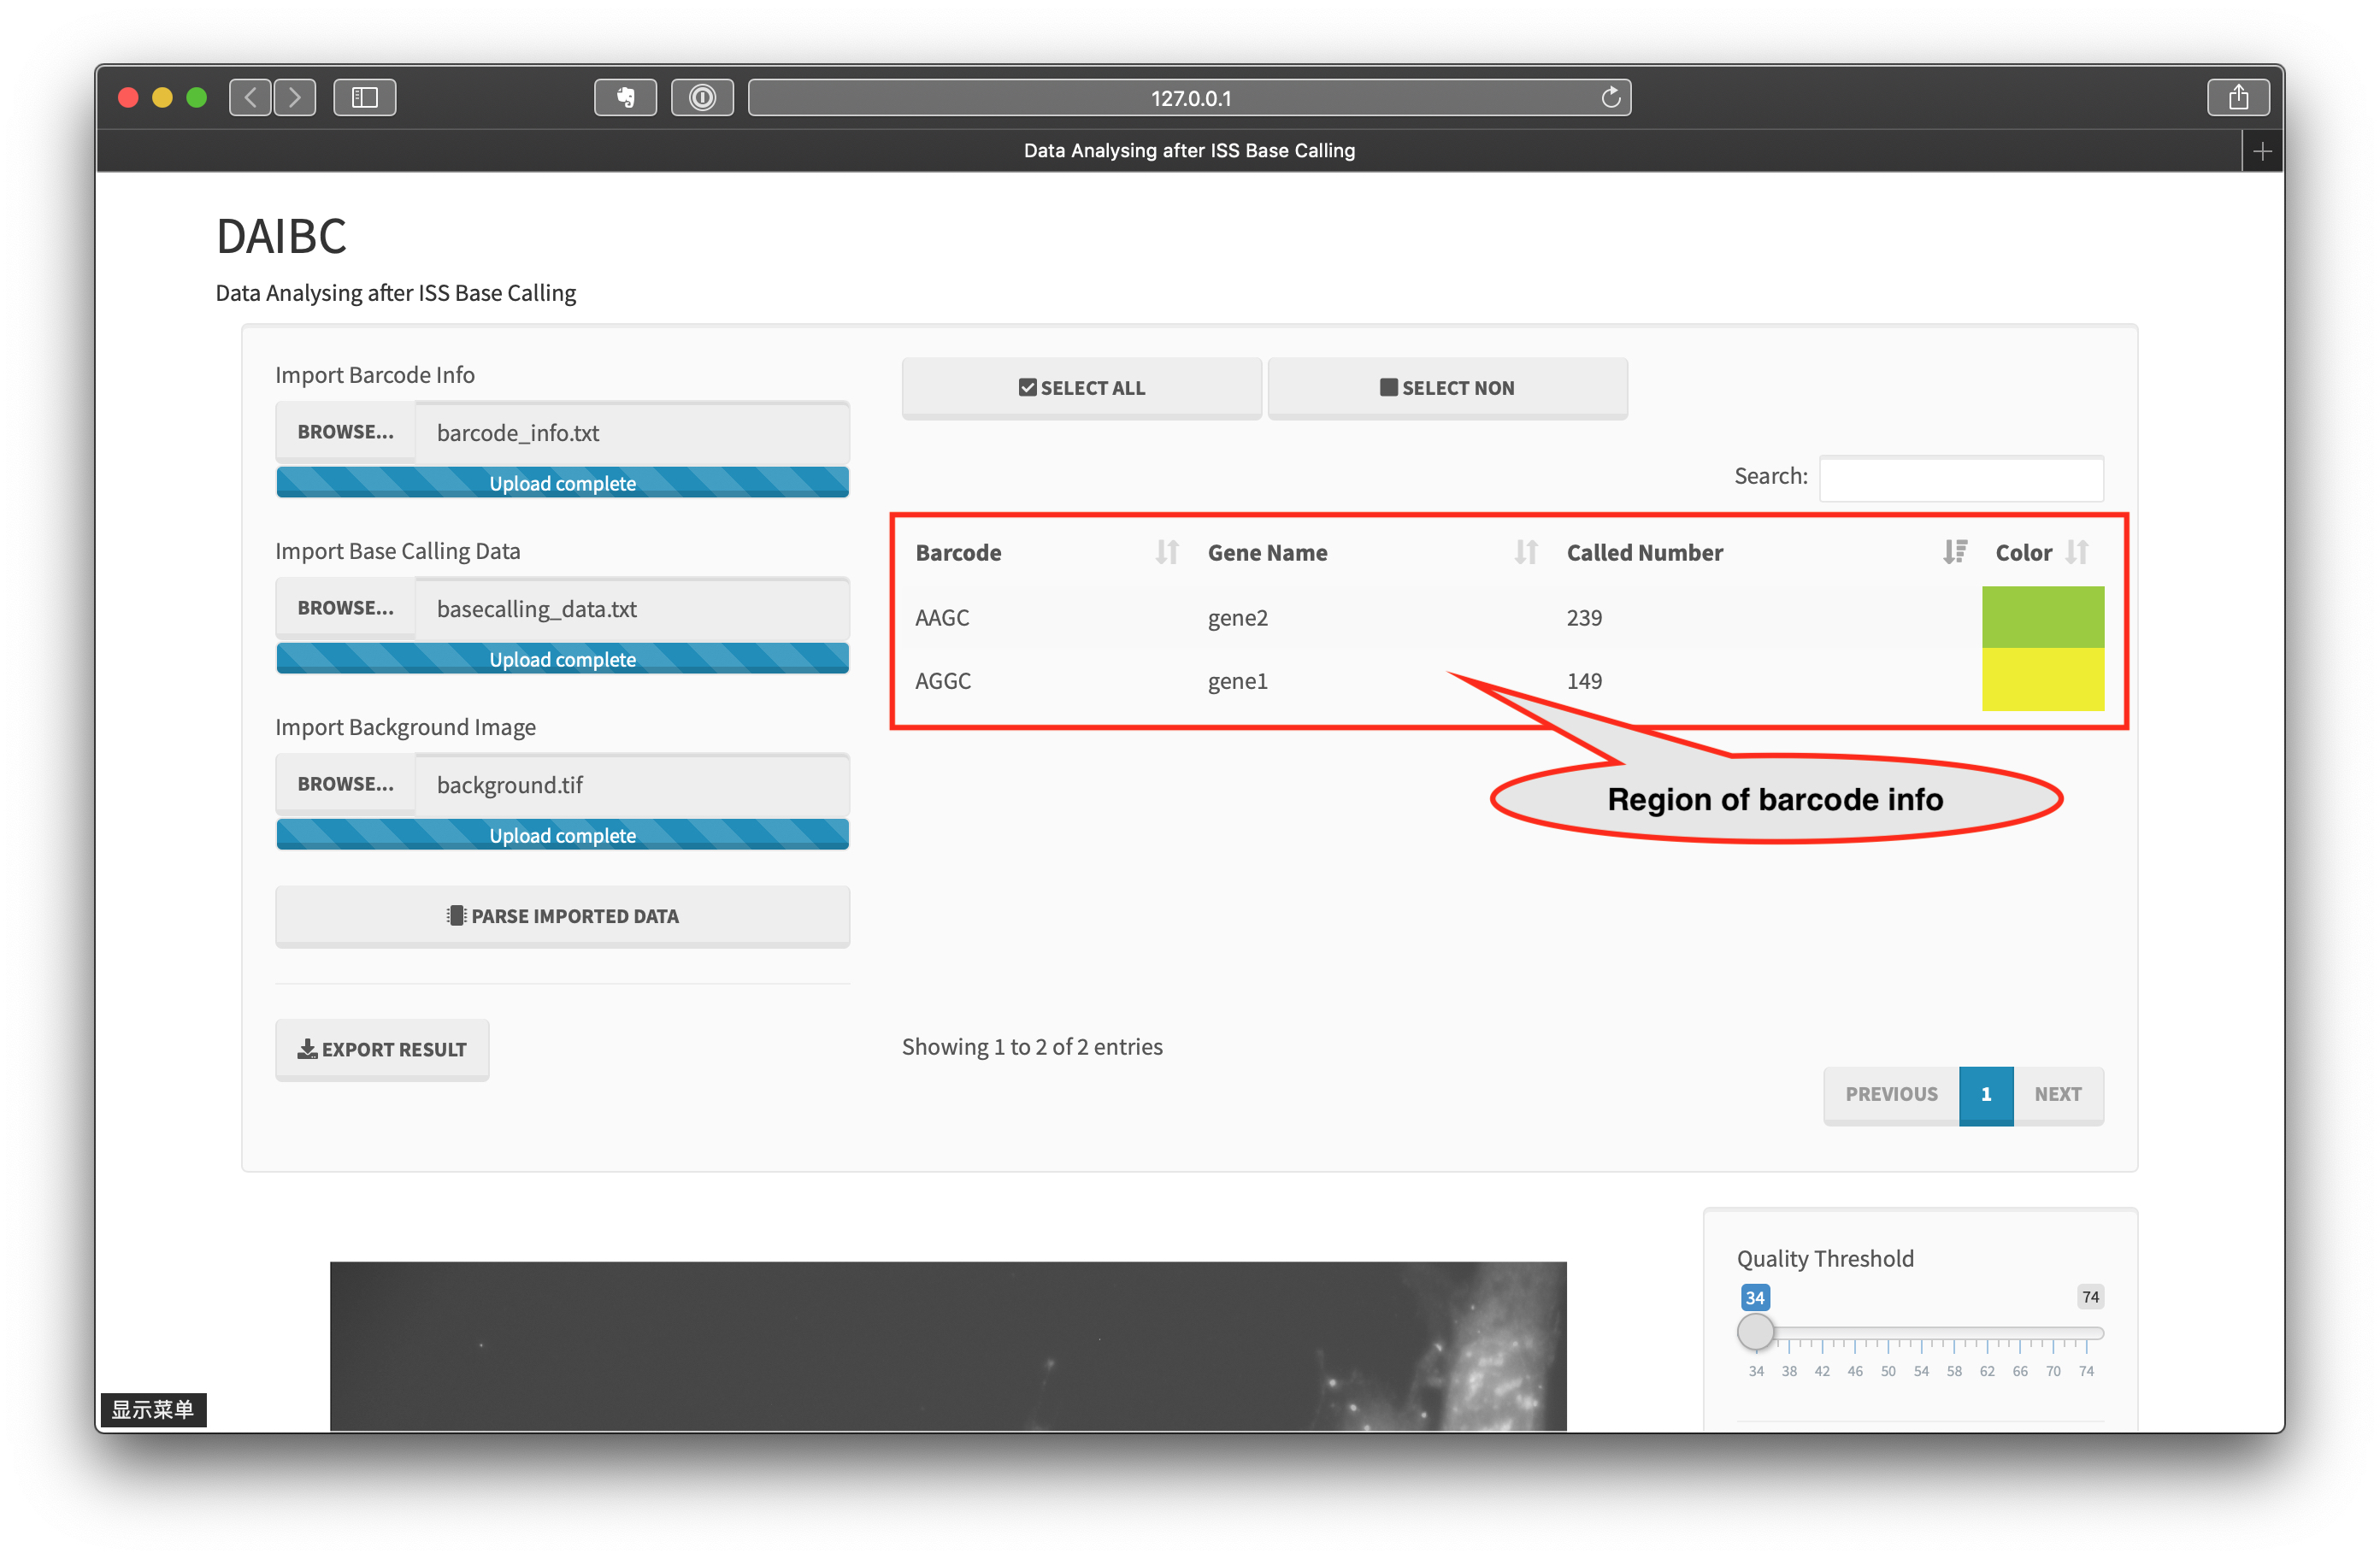 127.0.0.1
Data Analysing after ISS Base Calling
DAIBC
Data Analysing after ISS Base Calling
Import Barcode Info
BROWSE...
barcode_info.txt
Upload complete
Import Base Calling Data
BROWSE...
basecalling_data.txt
Upload complete
Import Background Image
BROWSE...
background.tif
Upload complete
PARSE IMPORTED DATA
EXPORT RESULT
SELECT ALL
SELECT NON
Search:
Barcode Gene Name Called Number Color
AAGC gene2 239
AGGC gene1 149
Region of barcode info
Showing 1 to 2 of 2 entries
PREVIOUS 1 NEXT
Quality Threshold
34 74
34 38 42 46 50 54 58 62 66 70 74
显示菜单